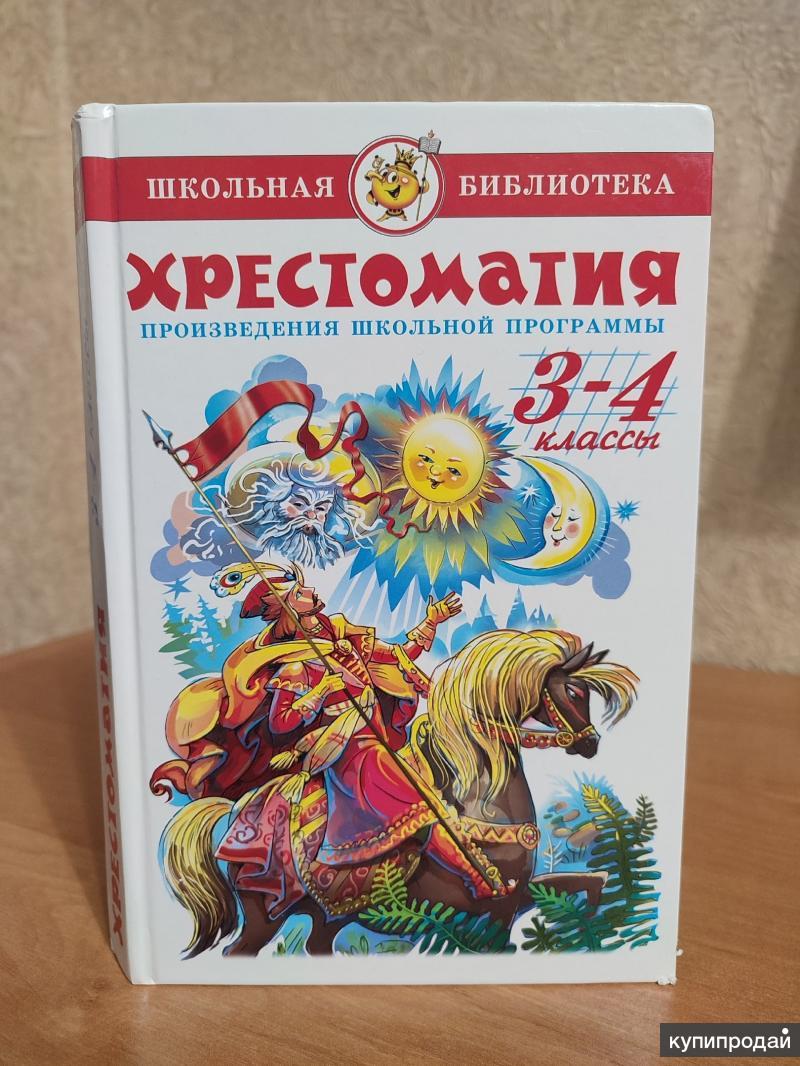 ШКОЛЬНАЯ БИБЛИОТЕКА
ХРЕСТОМАТИЯ
ПРОИЗВЕДЕНИЯ ШКОЛЬНОЙ ПРОГРАММЫ
3-4
классы
ХРЕСТОМАТИЯ
купипродай